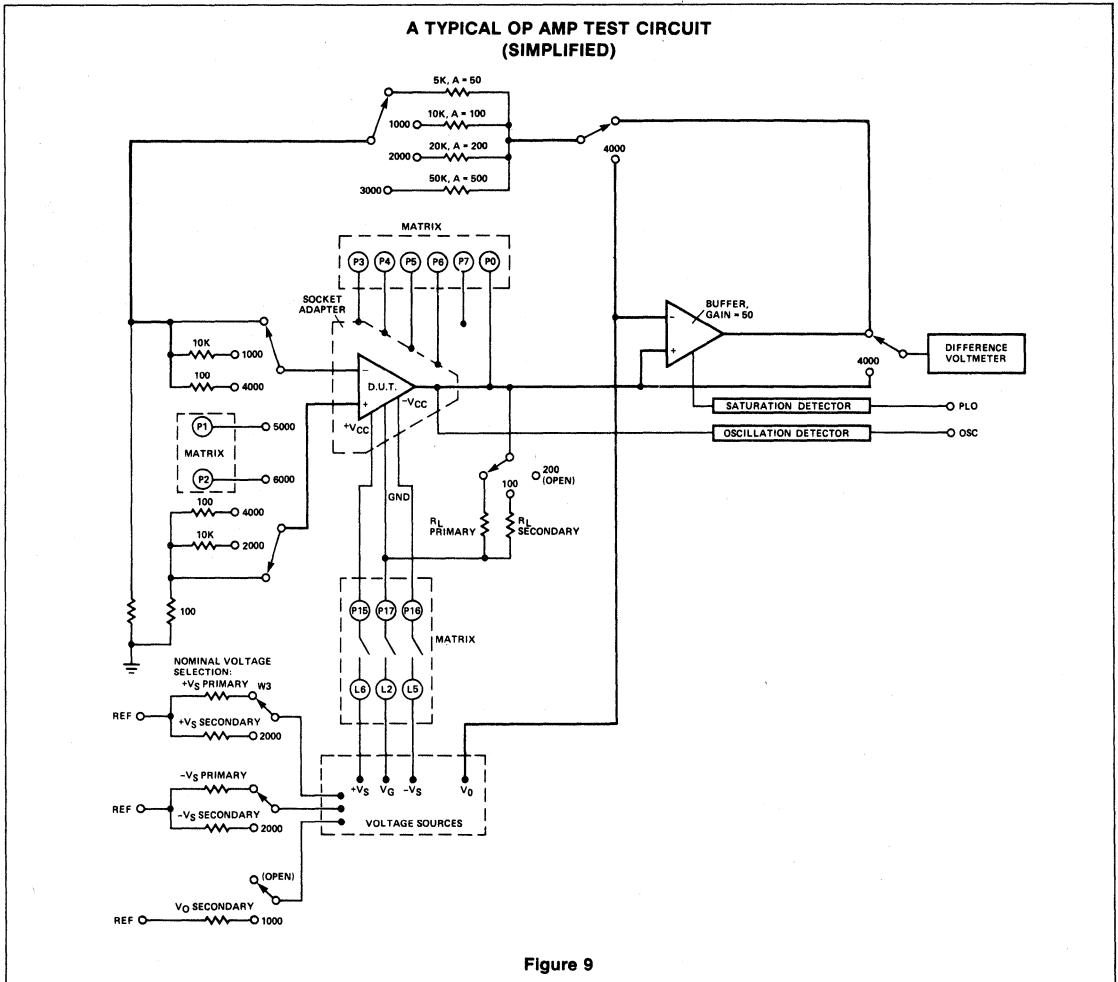 A TYPICAL OP AMP TEST CIRCUIT
(SIMPLIFIED)
5K, A = 50
1000
10K, A = 100
2000
20K, A = 200
3000
50K, A = 500
4000
MATRIX
P3 P4 P5 P6 P7 P0
SOCKET
ADAPTER
BUFFER,
GAIN = 50
10K
1000
100
4000
D.U.T.
−
+
−VCC
+VCC
−
+
4000
DIFFERENCE
VOLTMETER
SATURATION DETECTOR
PLO
OSCILLATION DETECTOR
OSC
P1
5000
MATRIX
P2
6000
100
4000
10K
2000
100
GND
200
(OPEN)
100
RL
PRIMARY
RL
SECONDARY
P15 P17 P16
MATRIX
L6 L2 L5
NOMINAL VOLTAGE
SELECTION:
+VS PRIMARY
W3
REF
+VS SECONDARY
2000
−VS PRIMARY
REF
−VS SECONDARY
2000
+VS VG −VS V0
VOLTAGE SOURCES
(OPEN)
VO SECONDARY
REF
1000
Figure 9